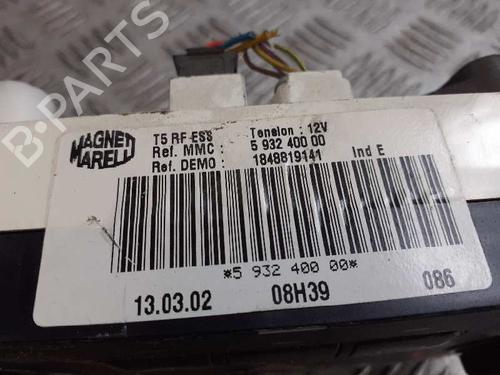 B-Parts
MAGNETI MARELLI
T5 RF ESS Tension : 12V
Ref. MMC : 5 932 400 00
Ref. DEMO : 1848819141 Ind E
*5 932 400 00*
13.03.02 08H39 086